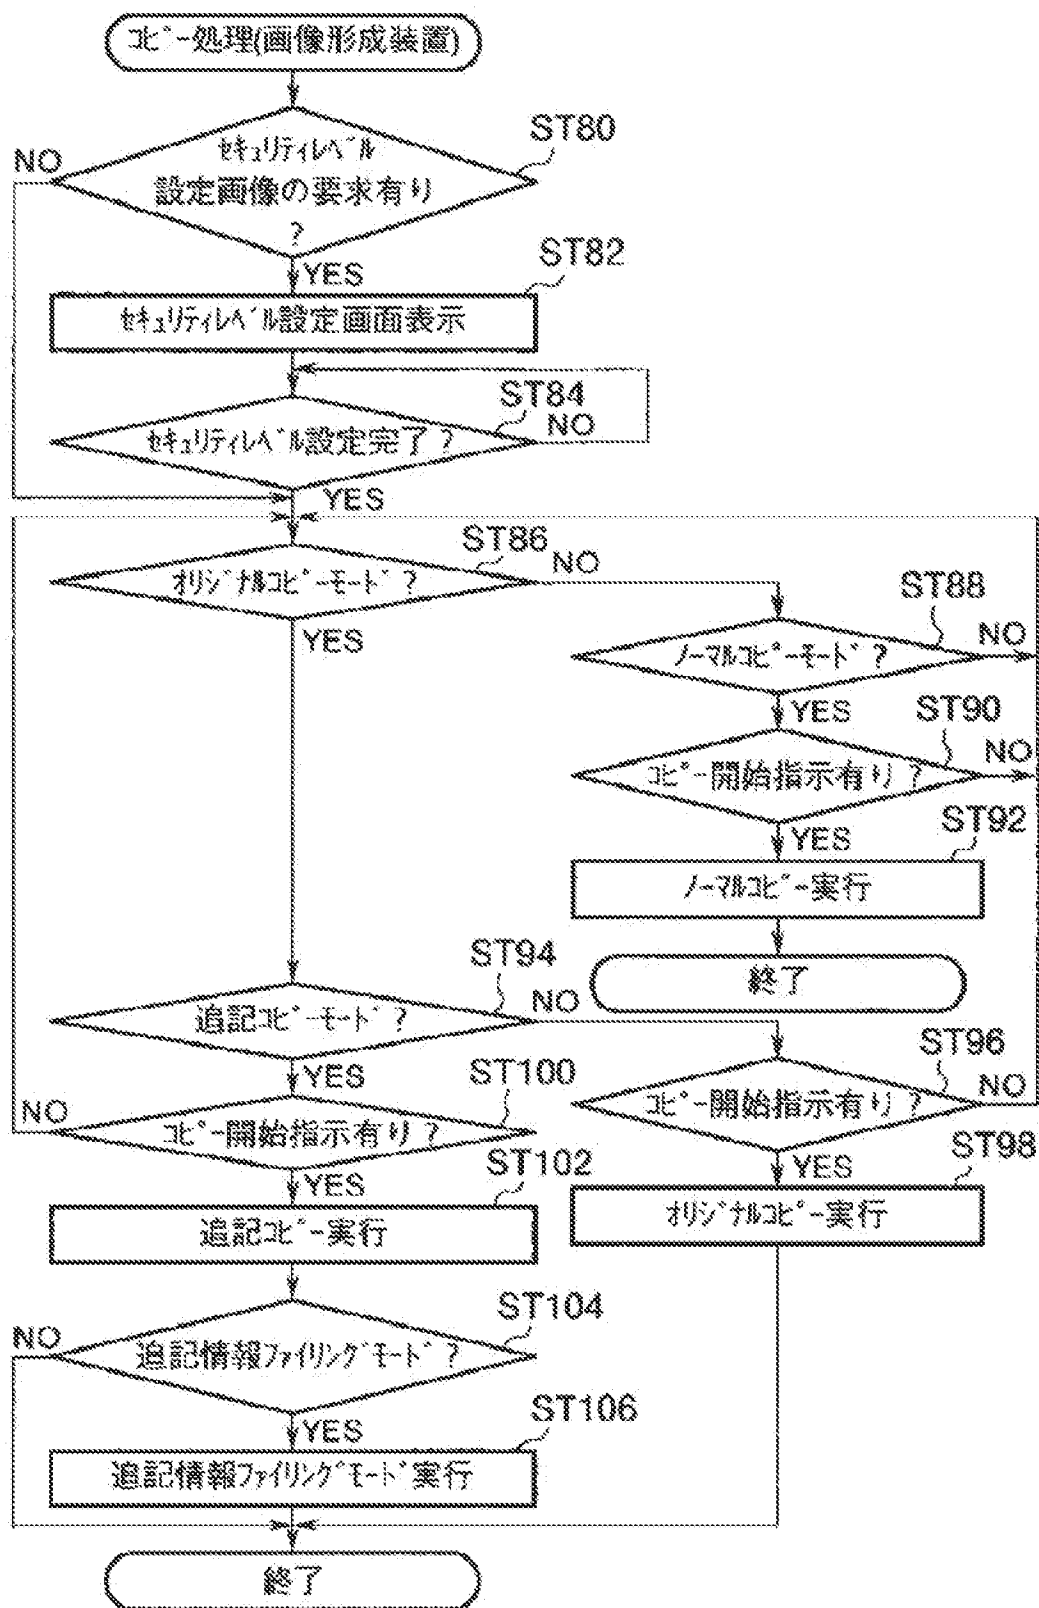 ｺﾋﾟｰ処理(画像形成装置)
ST80
NO
ｾｷｭﾘﾃｨﾚﾍﾞﾙ
設定画像の要求有り
?
YES
ST82
ｾｷｭﾘﾃｨﾚﾍﾞﾙ設定画面表示
ST84
NO
ｾｷｭﾘﾃｨﾚﾍﾞﾙ設定完了?
YES
ST86
NO
ｵﾘｼﾞﾅﾙｺﾋﾟｰﾓｰﾄﾞ?
YES
ST88
NO
ﾉｰﾏﾙｺﾋﾟｰﾓｰﾄﾞ?
YES
ST90
NO
ｺﾋﾟｰ開始指示有り?
YES
ST92
ﾉｰﾏﾙｺﾋﾟｰ実行
終了
ST94
NO
追記ｺﾋﾟｰﾓｰﾄﾞ?
YES
ST96
NO
ｺﾋﾟｰ開始指示有り?
YES
ST98
ｵﾘｼﾞﾅﾙｺﾋﾟｰ実行
ST100
NO
ｺﾋﾟｰ開始指示有り?
YES
ST102
追記ｺﾋﾟｰ実行
ST104
NO
追記情報ﾌｧｲﾘﾝｸﾞﾓｰﾄﾞ?
YES
ST106
追記情報ﾌｧｲﾘﾝｸﾞﾓｰﾄﾞ実行
終了